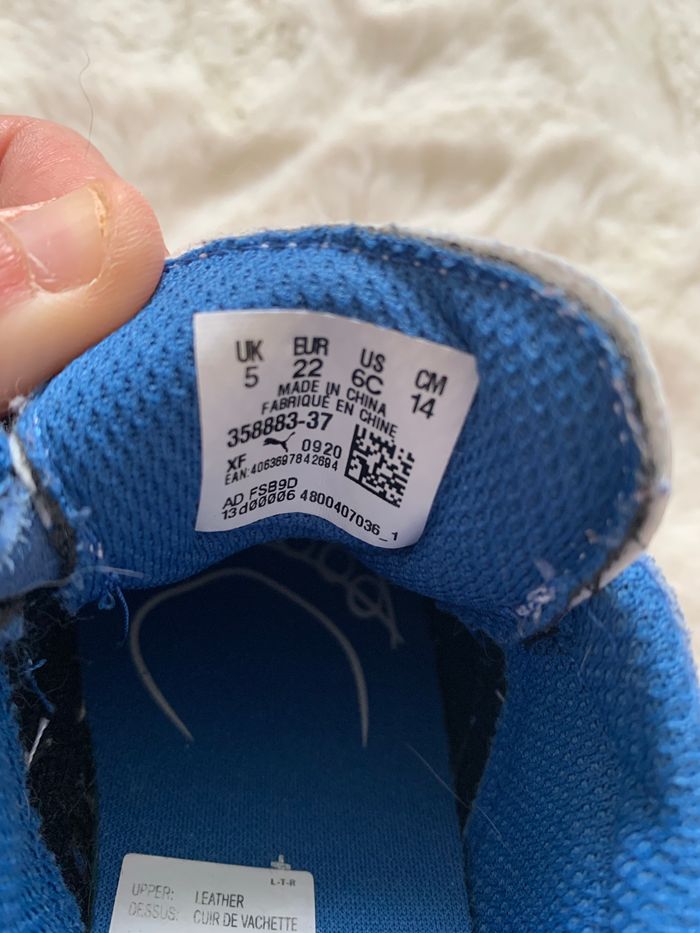 UK EUR US CM
5 22 6C 14
MADE IN CHINA
FABRIQUÉ EN CHINE
358883-37
XF 0920
EAN:4063697842694
AD FSB9D
13d00006 4800407036_1
L-T-R
UPPER: LEATHER
DESSUS: CUIR DE VACHETTE